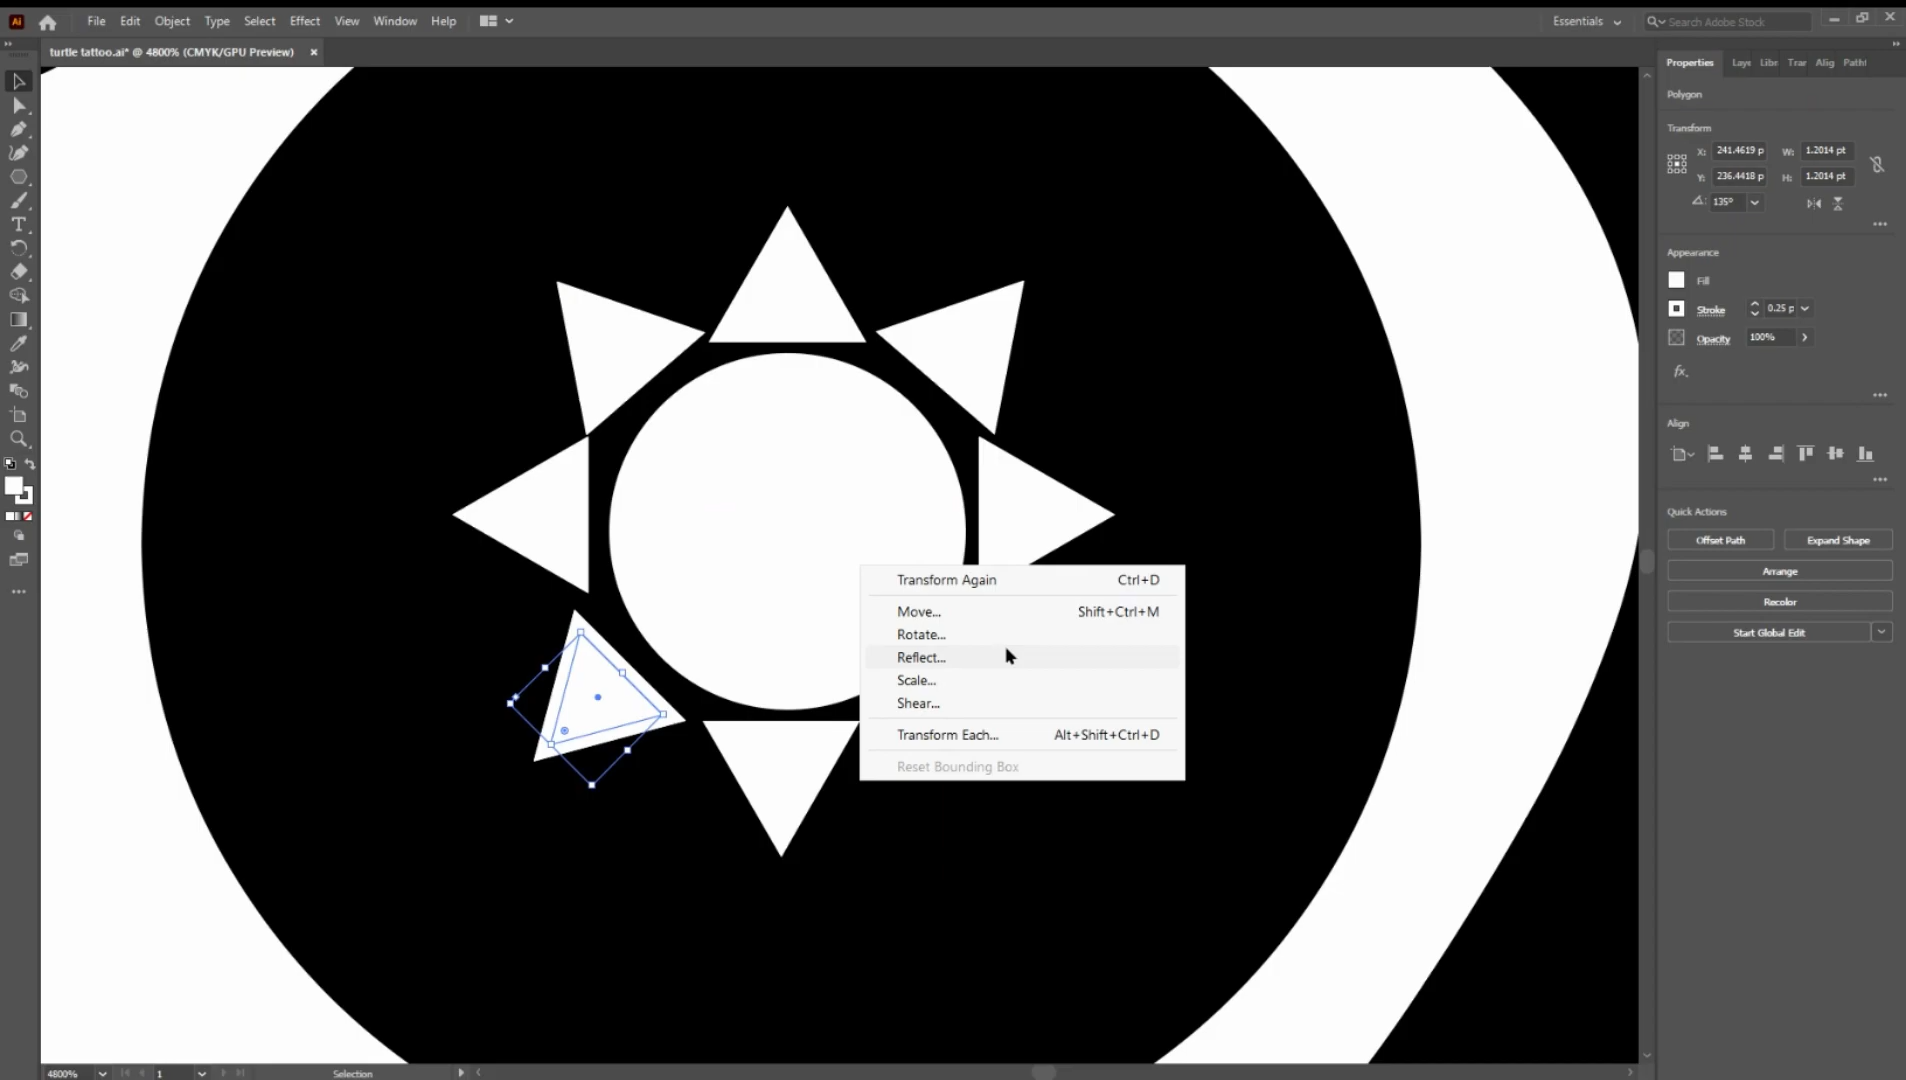 Ai File Edit Object Type Select Effect View Window Help Essentials Search Adobe Stock
turtle tattoo.ai* @ 4800% (CMYK/GPU Preview) ×
Properties Laye Libr Trar Alig Pathf
Polygon
Transform
X: 241.4619 p W: 1.2014 pt
Y: 236.4418 p H: 1.2014 pt
135°
Appearance
Fill
Stroke 0.25 p
Opacity 100%
fx.
Align
Quick Actions
Offset Path Expand Shape
Arrange
Recolor
Start Global Edit
Transform Again Ctrl+D
Move... Shift+Ctrl+M
Rotate...
Reflect...
Scale...
Shear...
Transform Each... Alt+Shift+Ctrl+D
Reset Bounding Box
4800% 1 Selection